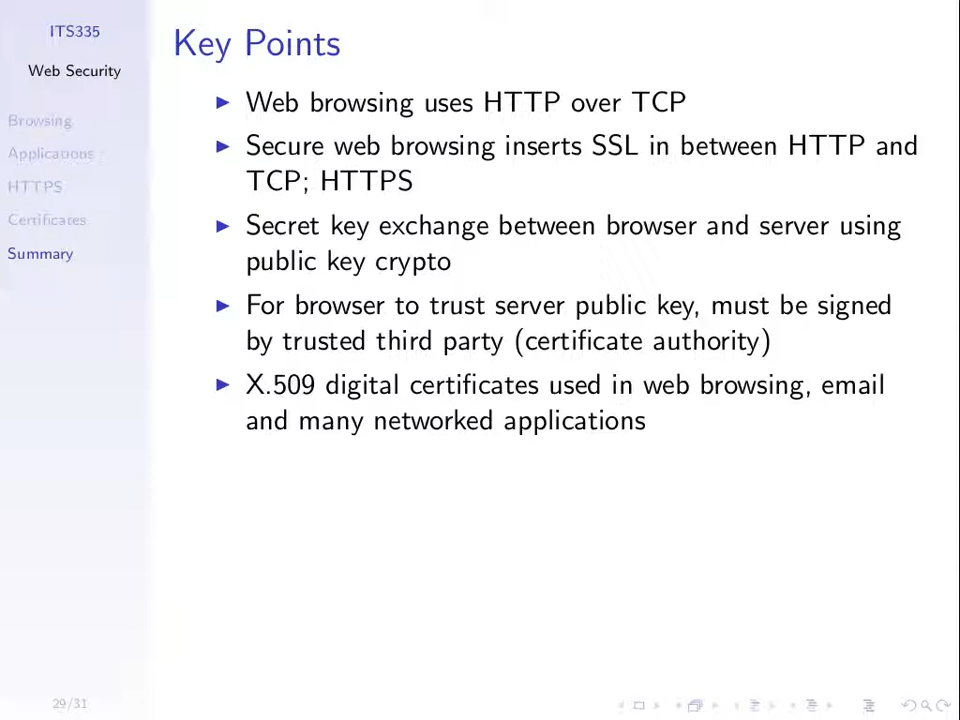 ITS335
Web Security
Browsing
Applications
HTTPS
Certificates
Summary
Key Points
Web browsing uses HTTP over TCP
Secure web browsing inserts SSL in between HTTP and
TCP; HTTPS
Secret key exchange between browser and server using
public key crypto
For browser to trust server public key, must be signed
by trusted third party (certificate authority)
X.509 digital certificates used in web browsing, email
and many networked applications
29/31